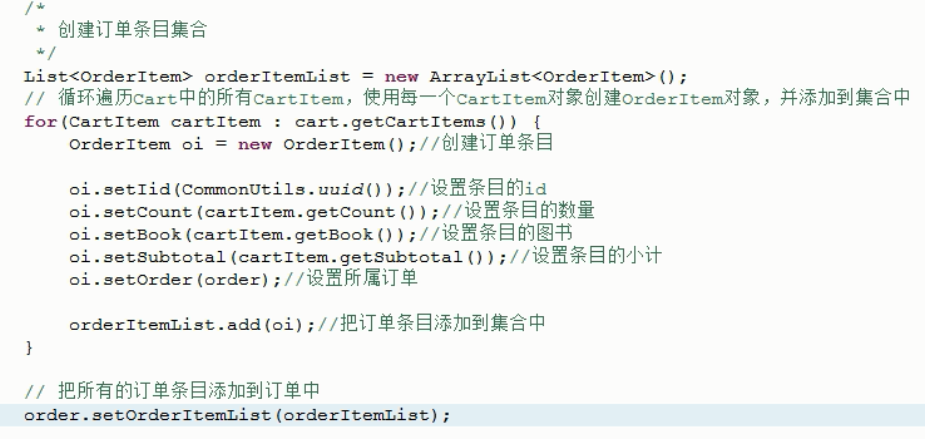 /*
 * 创建订单条目集合
 */
List<OrderItem> orderItemList = new ArrayList<OrderItem>();
// 循环遍历Cart中的所有CartItem，使用每一个CartItem对象创建OrderItem对象，并添加到集合中
for(CartItem cartItem : cart.getCartItems()) {
    OrderItem oi = new OrderItem();//创建订单条目
    oi.setIid(CommonUtils.uuid());//设置条目的id
    oi.setCount(cartItem.getCount());//设置条目的数量
    oi.setBook(cartItem.getBook());//设置条目的图书
    oi.setSubtotal(cartItem.getSubtotal());//设置条目的小计
    oi.setOrder(order);//设置所属订单
    orderItemList.add(oi);//把订单条目添加到集合中
}
// 把所有的订单条目添加到订单中
order.setOrderItemList(orderItemList);